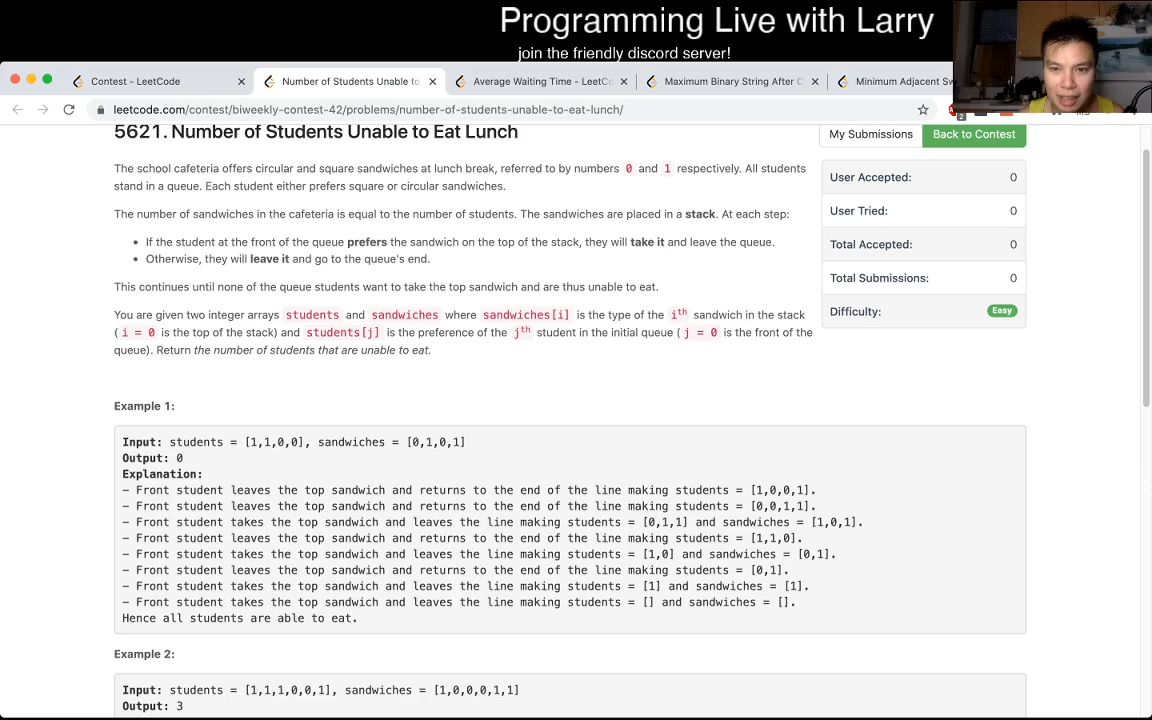 Programming Live with Larry
join the friendly discord server!
Contest - LeetCode
Number of Students Unable to
Average Waiting Time - LeetCo
Maximum Binary String After C
Minimum Adjacent Sw
leetcode.com/contest/biweekly-contest-42/problems/number-of-students-unable-to-eat-lunch/
2
5621. Number of Students Unable to Eat Lunch
My Submissions
Back to Contest
The school cafeteria offers circular and square sandwiches at lunch break, referred to by numbers 0 and 1 respectively. All students
stand in a queue. Each student either prefers square or circular sandwiches.
The number of sandwiches in the cafeteria is equal to the number of students. The sandwiches are placed in a stack. At each step:
• If the student at the front of the queue prefers the sandwich on the top of the stack, they will take it and leave the queue.
• Otherwise, they will leave it and go to the queue's end.
This continues until none of the queue students want to take the top sandwich and are thus unable to eat.
You are given two integer arrays students and sandwiches where sandwiches[i] is the type of the ith sandwich in the stack
( i = 0 is the top of the stack) and students[j] is the preference of the jth student in the initial queue ( j = 0 is the front of the
queue). Return the number of students that are unable to eat.
User Accepted: 0
User Tried: 0
Total Accepted: 0
Total Submissions: 0
Difficulty: Easy
Example 1:
Input: students = [1,1,0,0], sandwiches = [0,1,0,1]
Output: 0
Explanation:
- Front student leaves the top sandwich and returns to the end of the line making students = [1,0,0,1].
- Front student leaves the top sandwich and returns to the end of the line making students = [0,0,1,1].
- Front student takes the top sandwich and leaves the line making students = [0,1,1] and sandwiches = [1,0,1].
- Front student leaves the top sandwich and returns to the end of the line making students = [1,1,0].
- Front student takes the top sandwich and leaves the line making students = [1,0] and sandwiches = [0,1].
- Front student leaves the top sandwich and returns to the end of the line making students = [0,1].
- Front student takes the top sandwich and leaves the line making students = [1] and sandwiches = [1].
- Front student takes the top sandwich and leaves the line making students = [] and sandwiches = [].
Hence all students are able to eat.
Example 2:
Input: students = [1,1,1,0,0,1], sandwiches = [1,0,0,0,1,1]
Output: 3